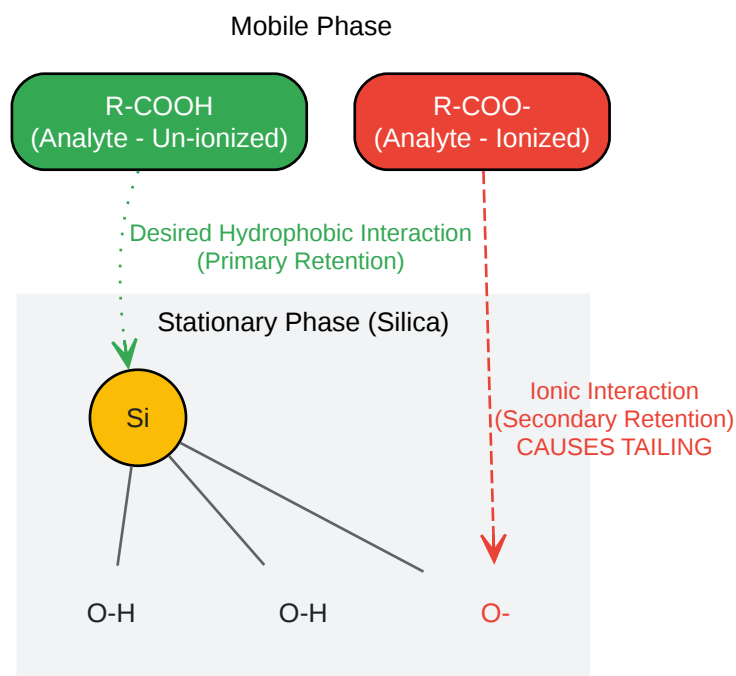 Mobile Phase
R-COOH
(Analyte - Un-ionized)
R-COO-
(Analyte - Ionized)
Desired Hydrophobic Interaction
(Primary Retention)
Stationary Phase (Silica)
Si
Ionic Interaction
(Secondary Retention)
CAUSES TAILING
O-H
O-H
O-